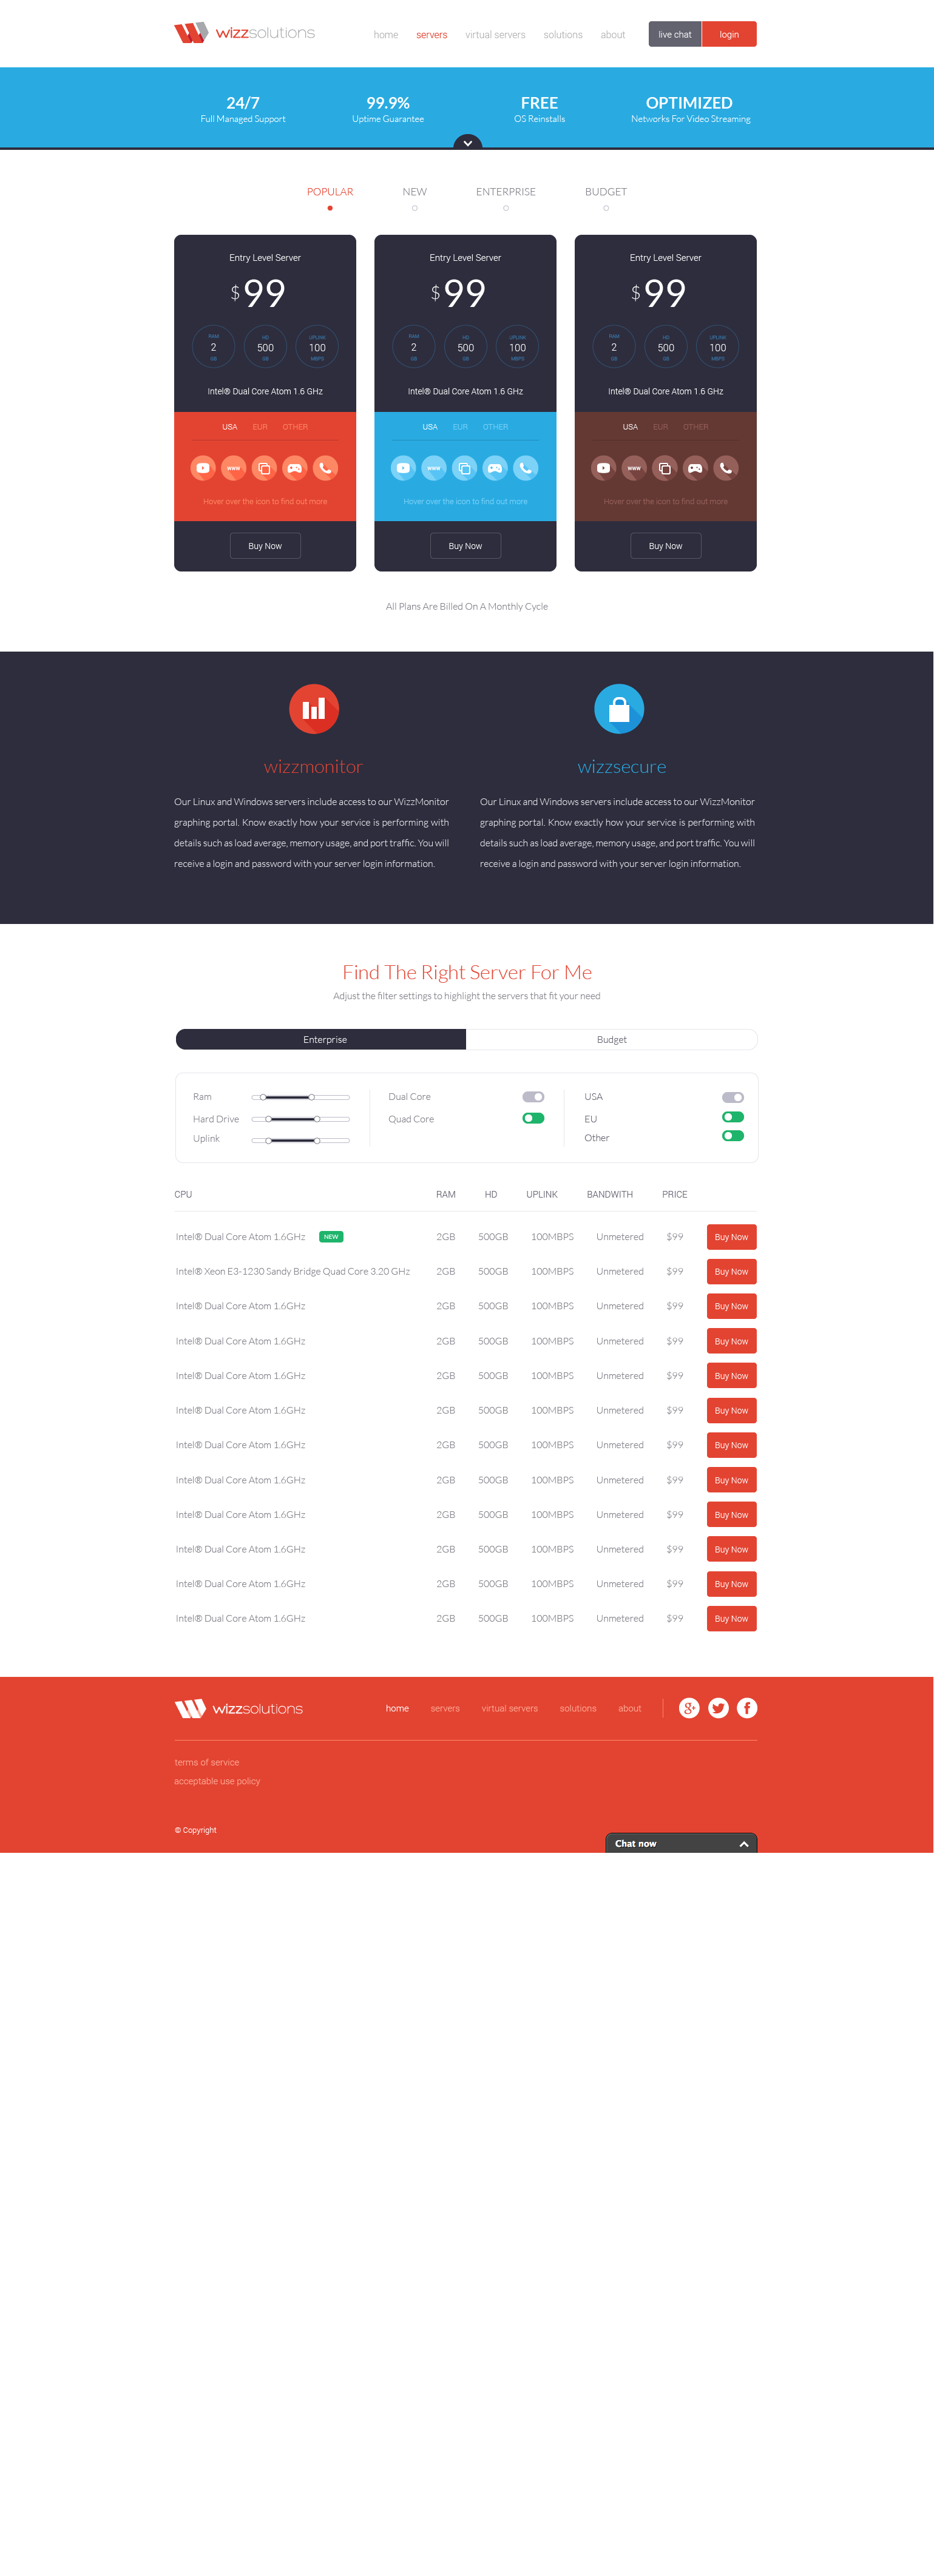 wizzsolutions
home servers virtual servers solutions about live chat login
24/7 99.9% FREE OPTIMIZED
Full Managed Support Uptime Guarantee OS Reinstalls Networks For Video Streaming
POPULAR NEW ENTERPRISE BUDGET
Entry Level Server
$99
RAM HD UPLINK
2 500 100
GB GB MBPS
Intel® Dual Core Atom 1.6 GHz
USA EUR OTHER
www
Hover over the icon to find out more
Buy Now
Entry Level Server
$99
RAM HD UPLINK
2 500 100
GB GB MBPS
Intel® Dual Core Atom 1.6 GHz
USA EUR OTHER
www
Hover over the icon to find out more
Buy Now
Entry Level Server
$99
RAM HD UPLINK
2 500 100
GB GB MBPS
Intel® Dual Core Atom 1.6 GHz
USA EUR OTHER
www
Hover over the icon to find out more
Buy Now
All Plans Are Billed On A Monthly Cycle
wizzmonitor
Our Linux and Windows servers include access to our WizzMonitor
graphing portal. Know exactly how your service is performing with
details such as load average, memory usage, and port traffic. You will
receive a login and password with your server login information.
wizzsecure
Our Linux and Windows servers include access to our WizzMonitor
graphing portal. Know exactly how your service is performing with
details such as load average, memory usage, and port traffic. You will
receive a login and password with your server login information.
Find The Right Server For Me
Adjust the filter settings to highlight the servers that fit your need
Enterprise Budget
Ram Dual Core USA
Hard Drive Quad Core EU
Uplink Other
CPU RAM HD UPLINK BANDWITH PRICE
Intel® Dual Core Atom 1.6GHz NEW 2GB 500GB 100MBPS Unmetered $99 Buy Now
Intel® Xeon E3-1230 Sandy Bridge Quad Core 3.20 GHz 2GB 500GB 100MBPS Unmetered $99 Buy Now
Intel® Dual Core Atom 1.6GHz 2GB 500GB 100MBPS Unmetered $99 Buy Now
Intel® Dual Core Atom 1.6GHz 2GB 500GB 100MBPS Unmetered $99 Buy Now
Intel® Dual Core Atom 1.6GHz 2GB 500GB 100MBPS Unmetered $99 Buy Now
Intel® Dual Core Atom 1.6GHz 2GB 500GB 100MBPS Unmetered $99 Buy Now
Intel® Dual Core Atom 1.6GHz 2GB 500GB 100MBPS Unmetered $99 Buy Now
Intel® Dual Core Atom 1.6GHz 2GB 500GB 100MBPS Unmetered $99 Buy Now
Intel® Dual Core Atom 1.6GHz 2GB 500GB 100MBPS Unmetered $99 Buy Now
Intel® Dual Core Atom 1.6GHz 2GB 500GB 100MBPS Unmetered $99 Buy Now
Intel® Dual Core Atom 1.6GHz 2GB 500GB 100MBPS Unmetered $99 Buy Now
Intel® Dual Core Atom 1.6GHz 2GB 500GB 100MBPS Unmetered $99 Buy Now
wizzsolutions home servers virtual servers solutions about
terms of service
acceptable use policy
© Copyright
Chat now